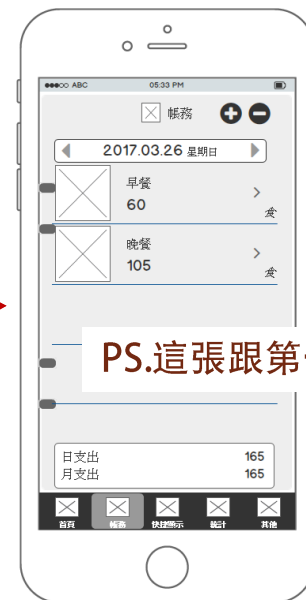 ABC 05:33 PM
帳務
2017.03.26 星期日
早餐
60
食
晚餐
105
食
PS.這張跟第
日支出 165
月支出 165
首頁 帳務 快捷顯示 統計 其他